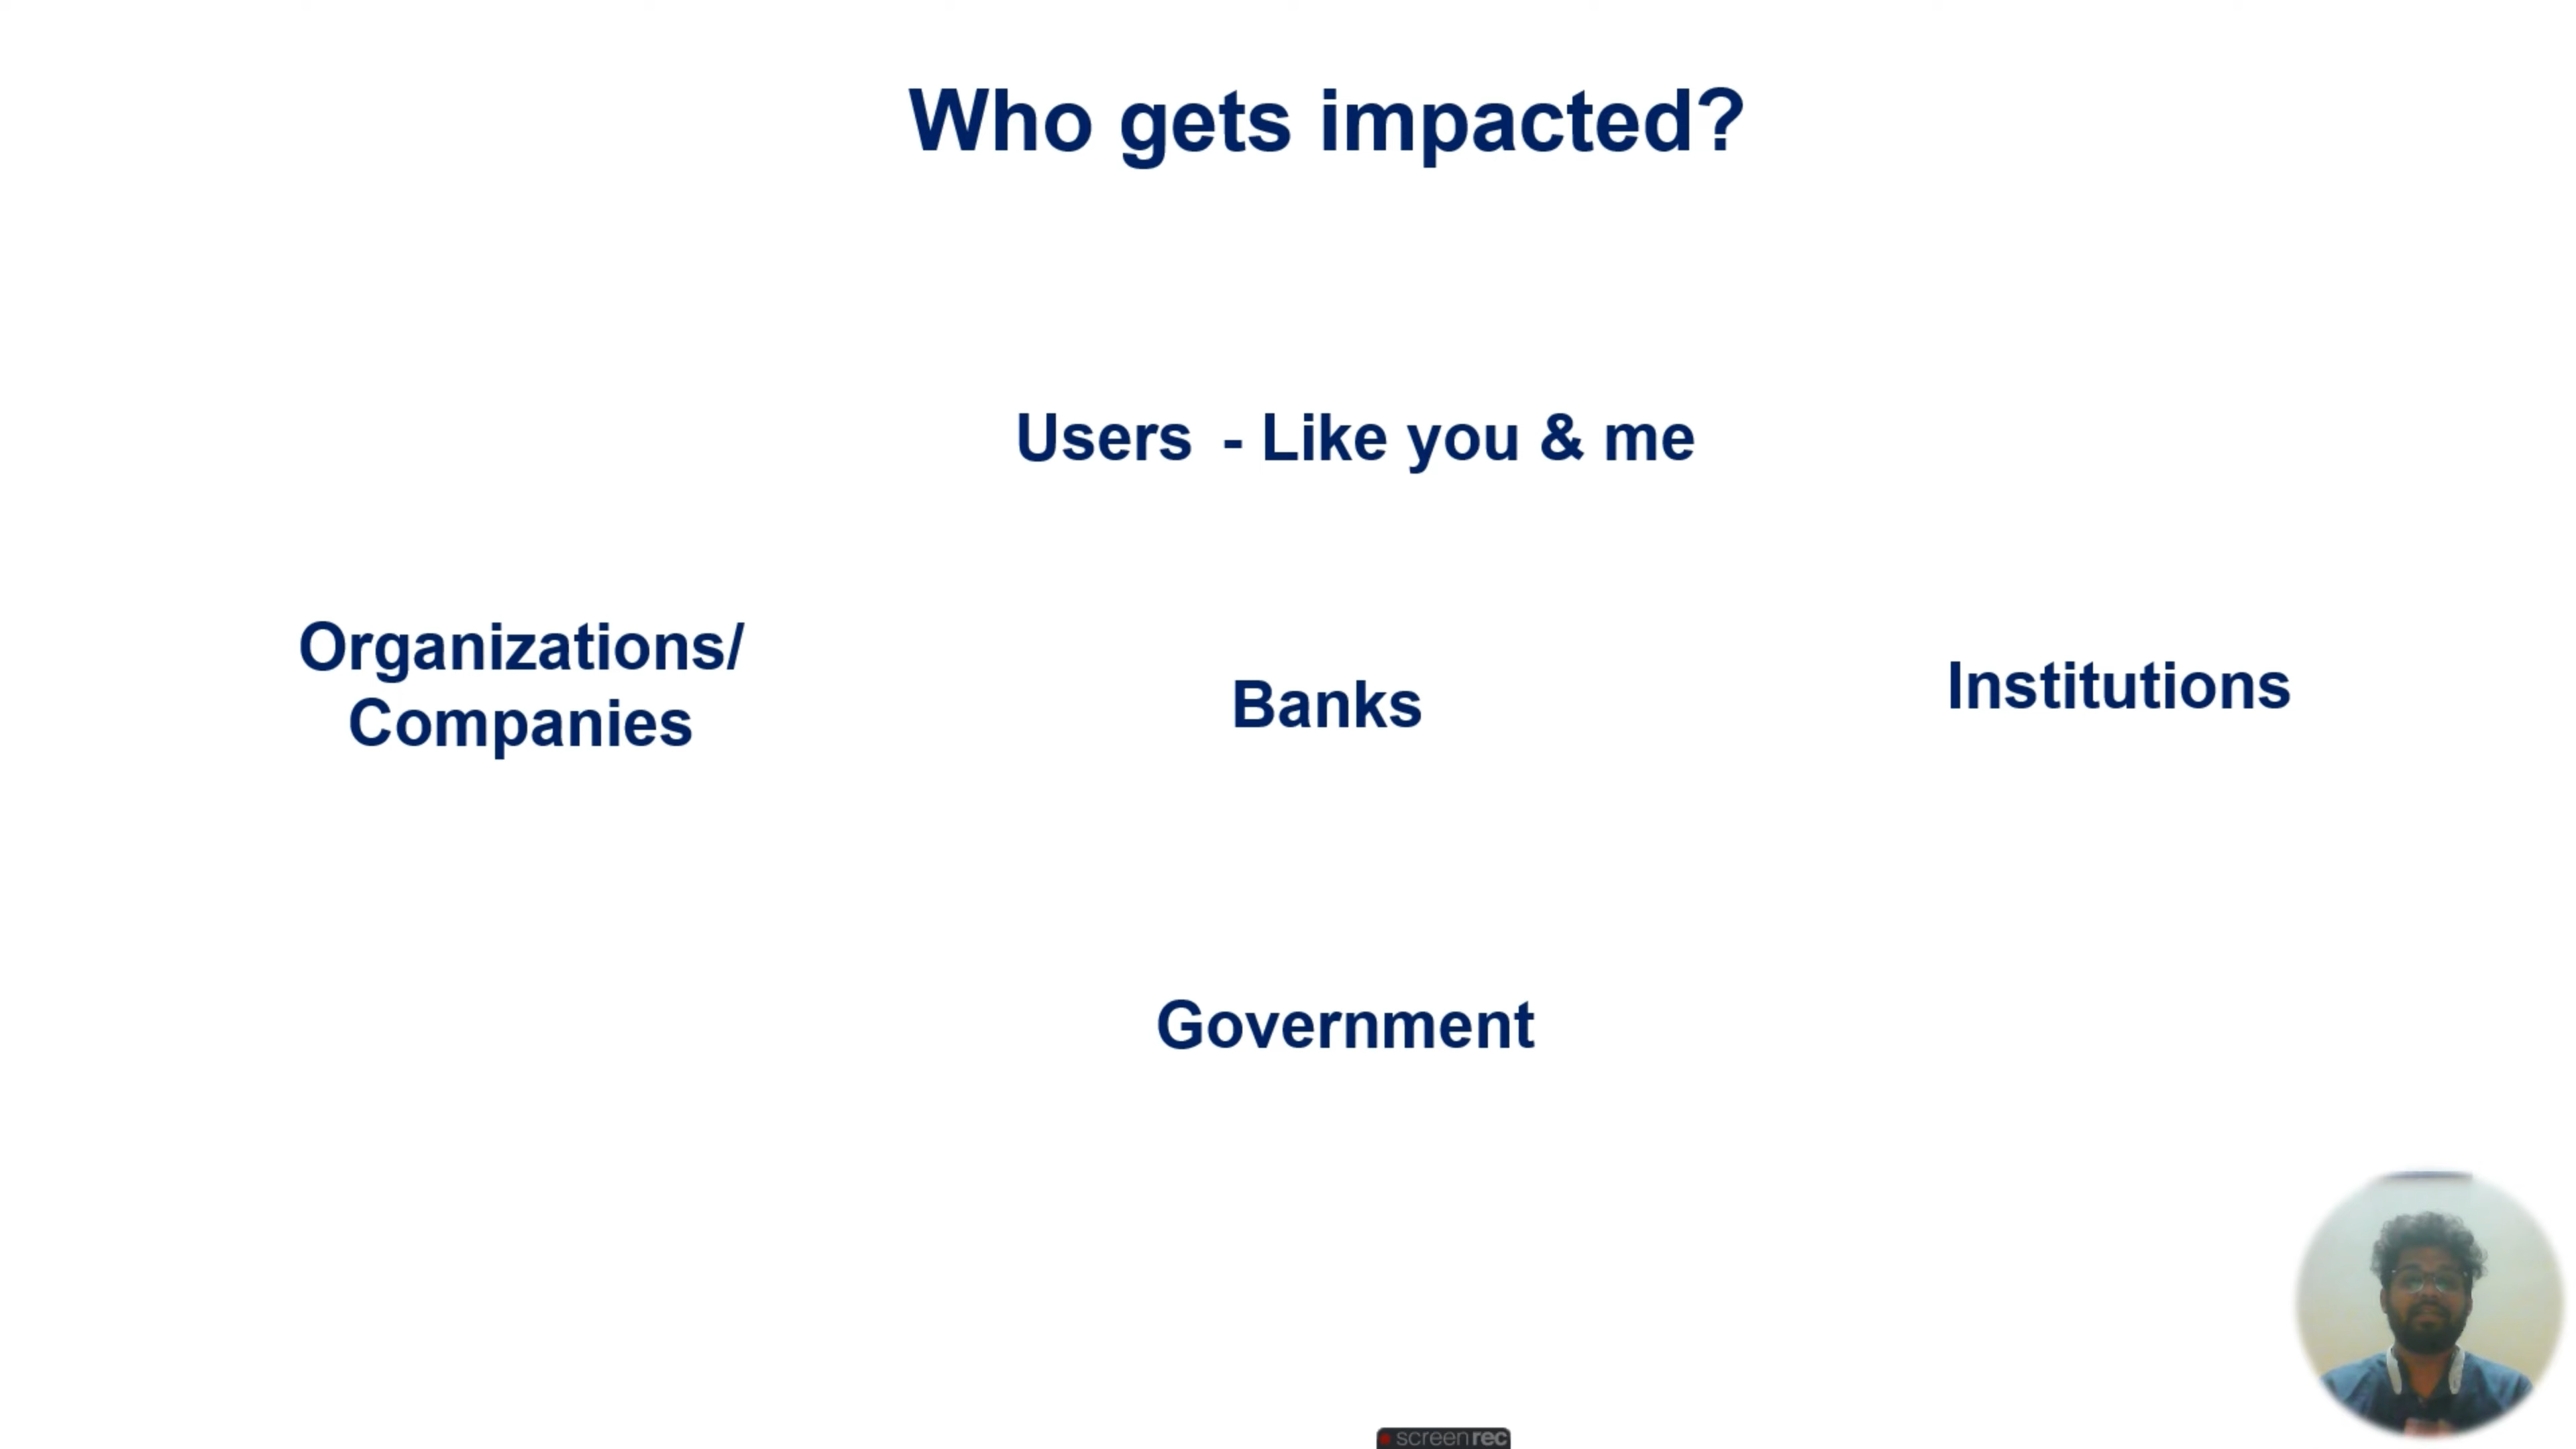 Who gets impacted?
Users - Like you & me
Organizations/
Companies
Banks
Institutions
Government
screenrec